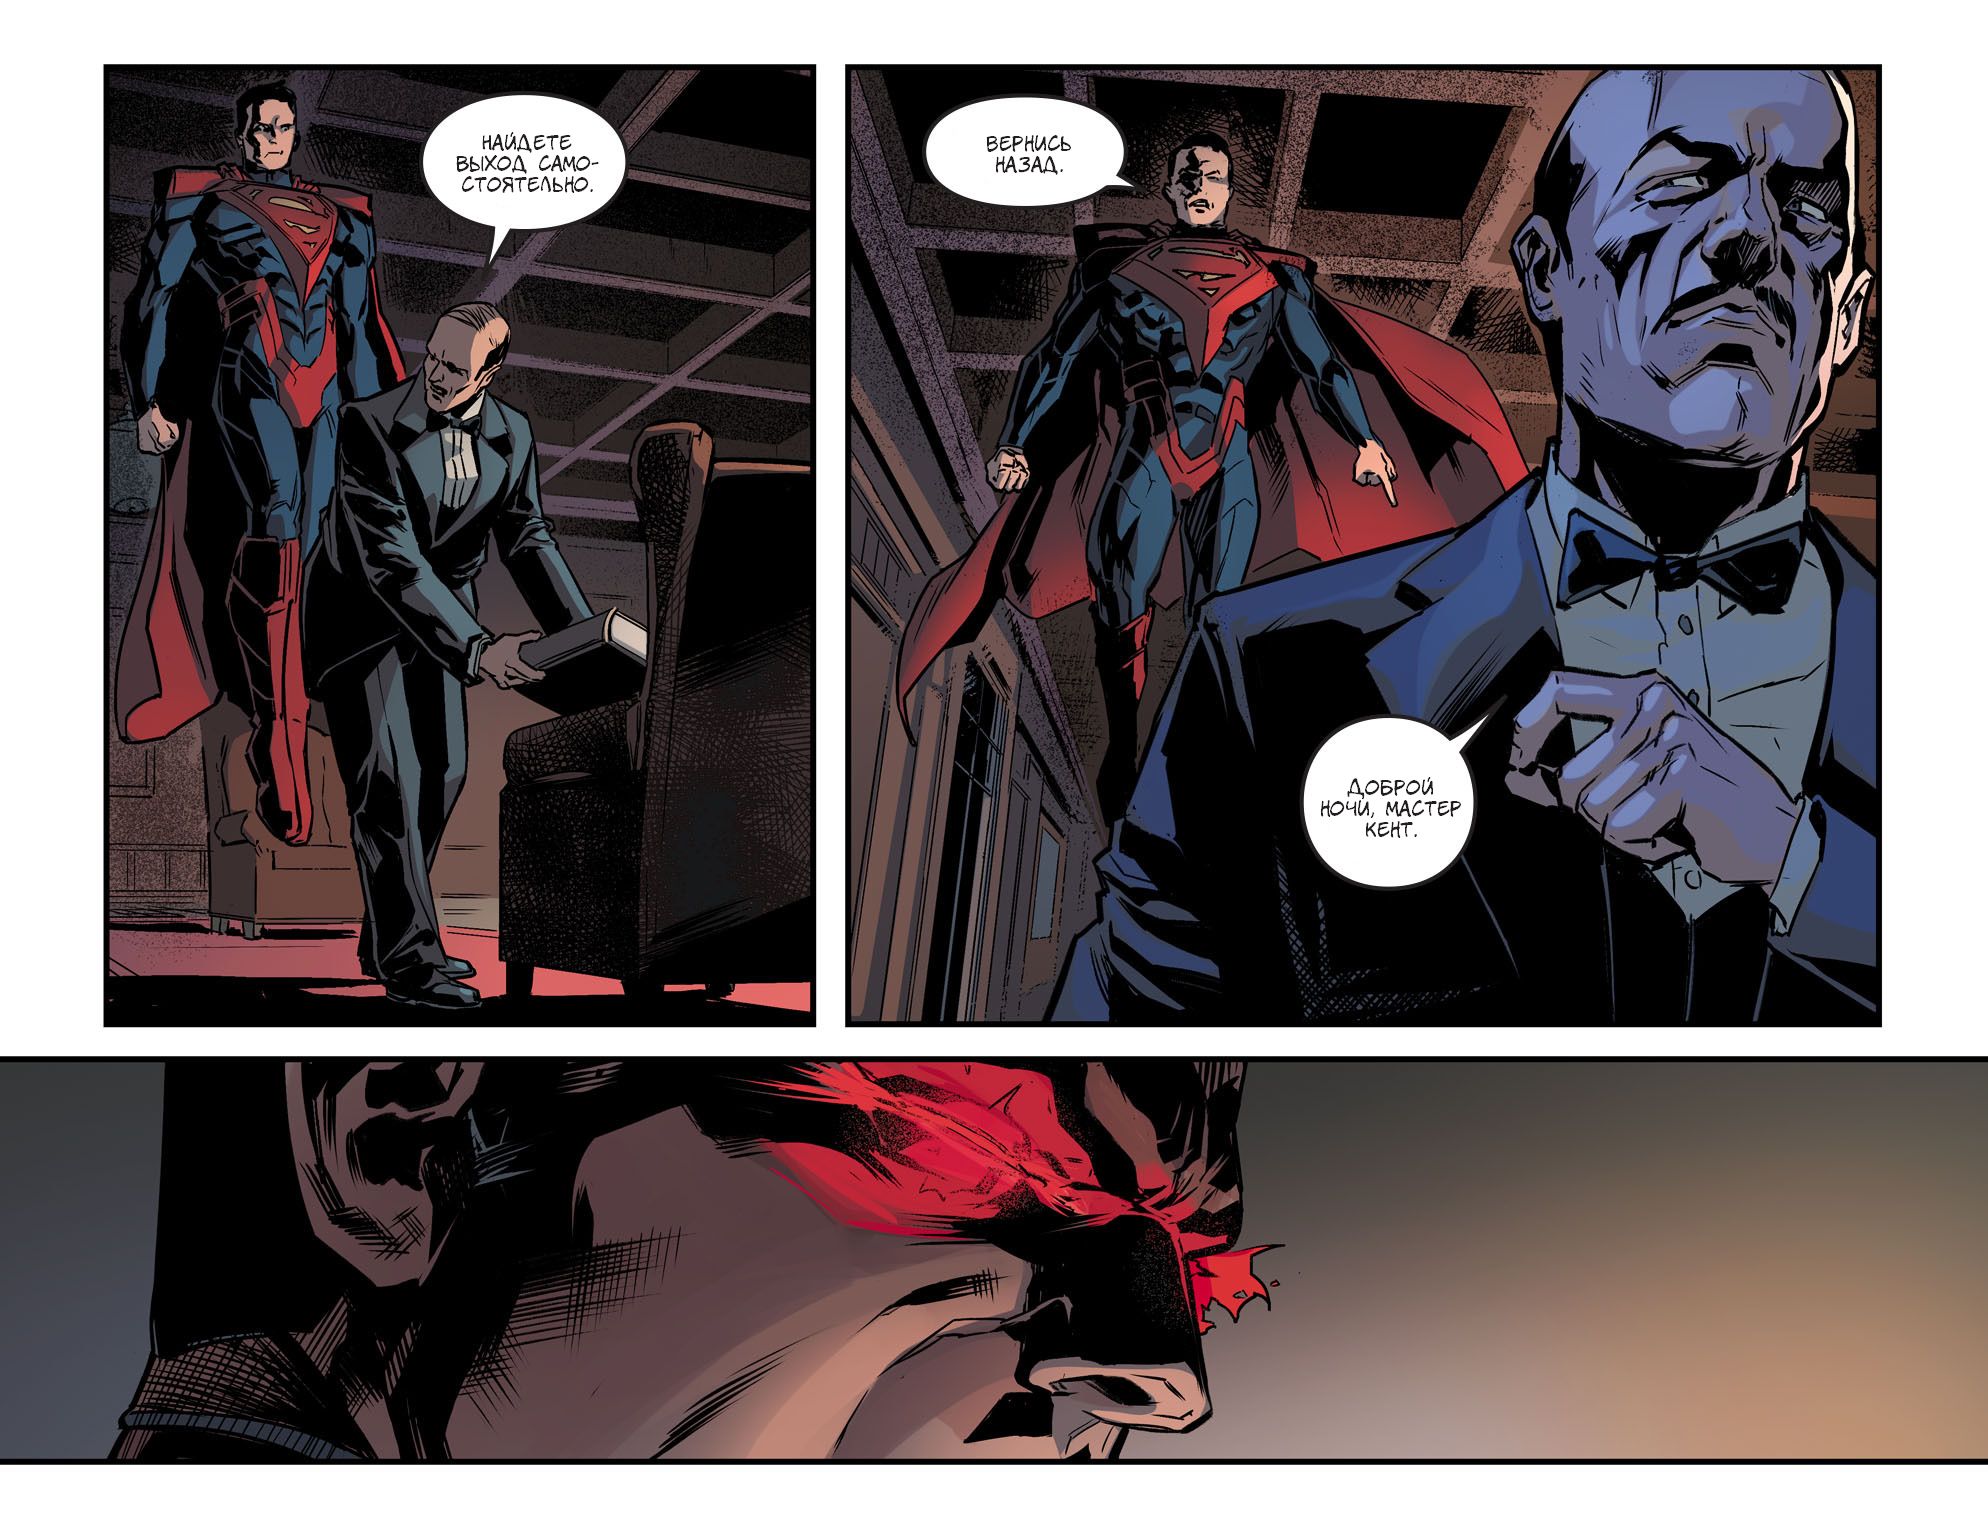 НАЙДЕТЕ
ВЫХОД САМО-
СТОЯТЕЛЬНО.
ВЕРНИСЬ
НАЗАД.
ДОБРОЙ
НОЧИ, МАСТЕР
КЕНТ.